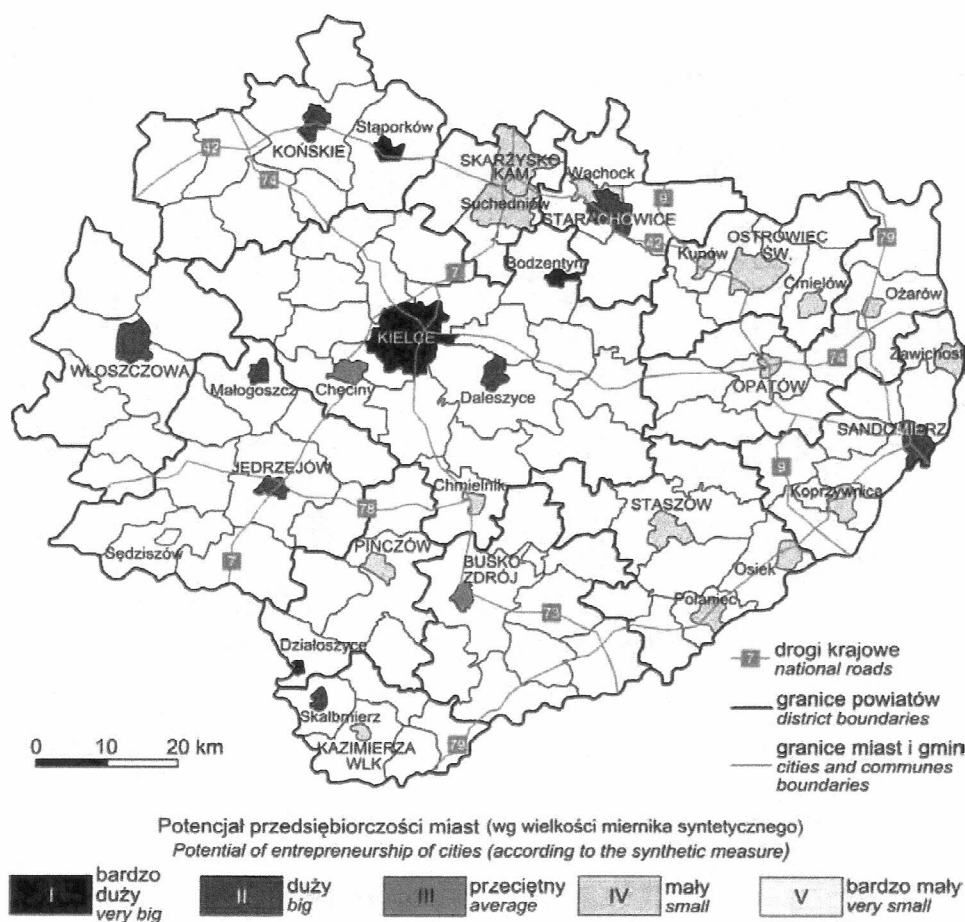 Stąporków
42
KOŃSKIE
SKARŻYSKO
KAM.
Wąchock
74
Suchedniów
9
STARACHOWICE
79
42
OSTROWIEC
ŚW.
Kunów
7
Bodzentyn
Ćmielów
Ożarów
KIELCE
Zawichost
WŁOSZCZOWA
74
Małogoszcz
Chęciny
Daleszyce
OPATÓW
SANDOMIERZ
JĘDRZEJÓW
9
Chmielnik
Koprzywnica
78
STASZÓW
Sędziszów
7
PIŃCZÓW
BUSKO
ZDRÓJ
Osiek
73
Połaniec
Działoszyce
Skalbmierz
KAZIMIERZA
WLK
79
7 drogi krajowe
national roads
granice powiatów
district boundaries
granice miast i gmin
cities and communes
boundaries
0 10 20 km
Potencjał przedsiębiorczości miast (wg wielkości miernika syntetycznego)
Potential of entrepreneurship of cities (according to the synthetic measure)
I bardzo duży
very big
II duży
big
III przeciętny
average
IV mały
small
V bardzo mały
very small